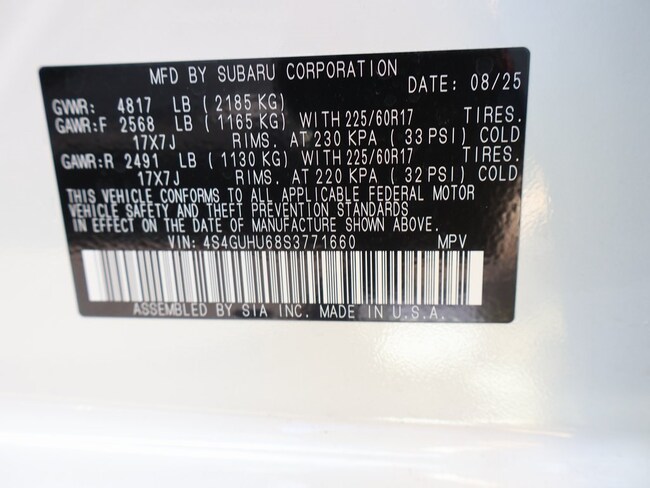 MFD BY SUBARU CORPORATION DATE: 08/25
GVWR: 4817 LB ( 2185 KG)
GAWR:F 2568 LB ( 1165 KG) WITH 225/60R17 TIRES.
17X7J RIMS. AT 230 KPA ( 33 PSI) COLD
GAWR:R 2491 LB ( 1130 KG) WITH 225/60R17 TIRES.
17X7J RIMS. AT 220 KPA ( 32 PSI) COLD
THIS VEHICLE CONFORMS TO ALL APPLICABLE FEDERAL MOTOR
VEHICLE SAFETY AND THEFT PREVENTION STANDARDS
IN EFFECT ON THE DATE OF MANUFACTURE SHOWN ABOVE.
VIN: 4S4GUHU68S3771660 MPV
ASSEMBLED BY SIA INC. MADE IN U.S.A.